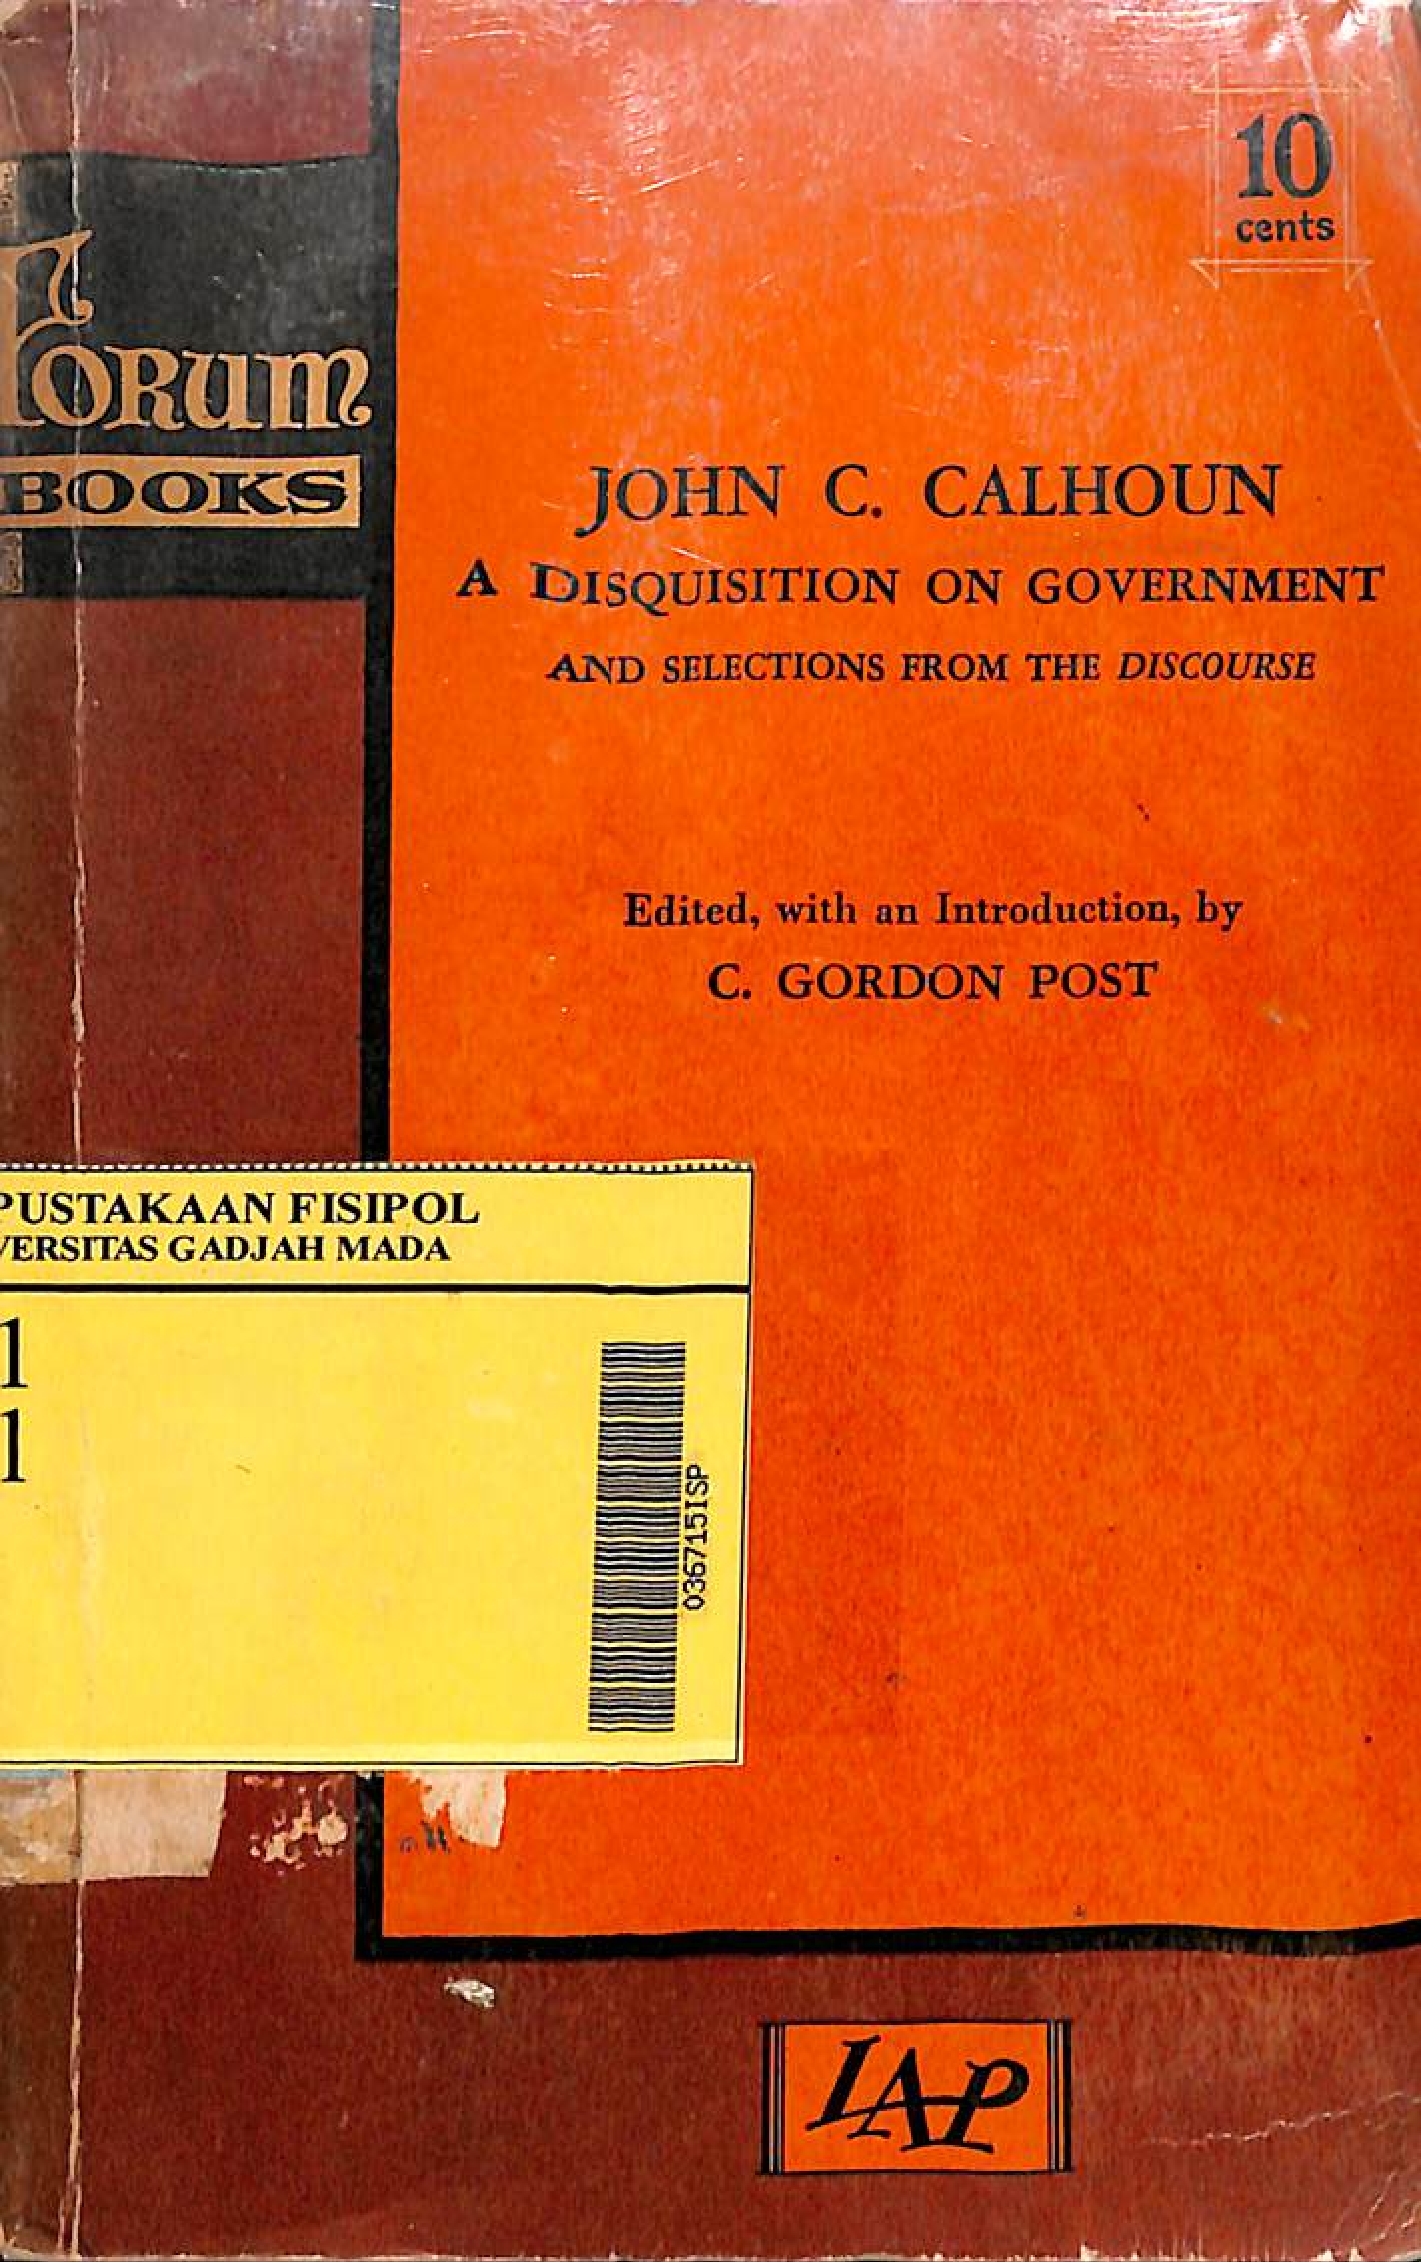 10
cents
Forum
BOOKS
JOHN C. CALHOUN
A DISQUISITION ON GOVERNMENT
AND SELECTIONS FROM THE DISCOURSE
Edited, with an Introduction, by
C. GORDON POST
PUSTAKAAN FISIPOL
VERSITAS GADJAH MADA
1
1
036715ISP
LAP